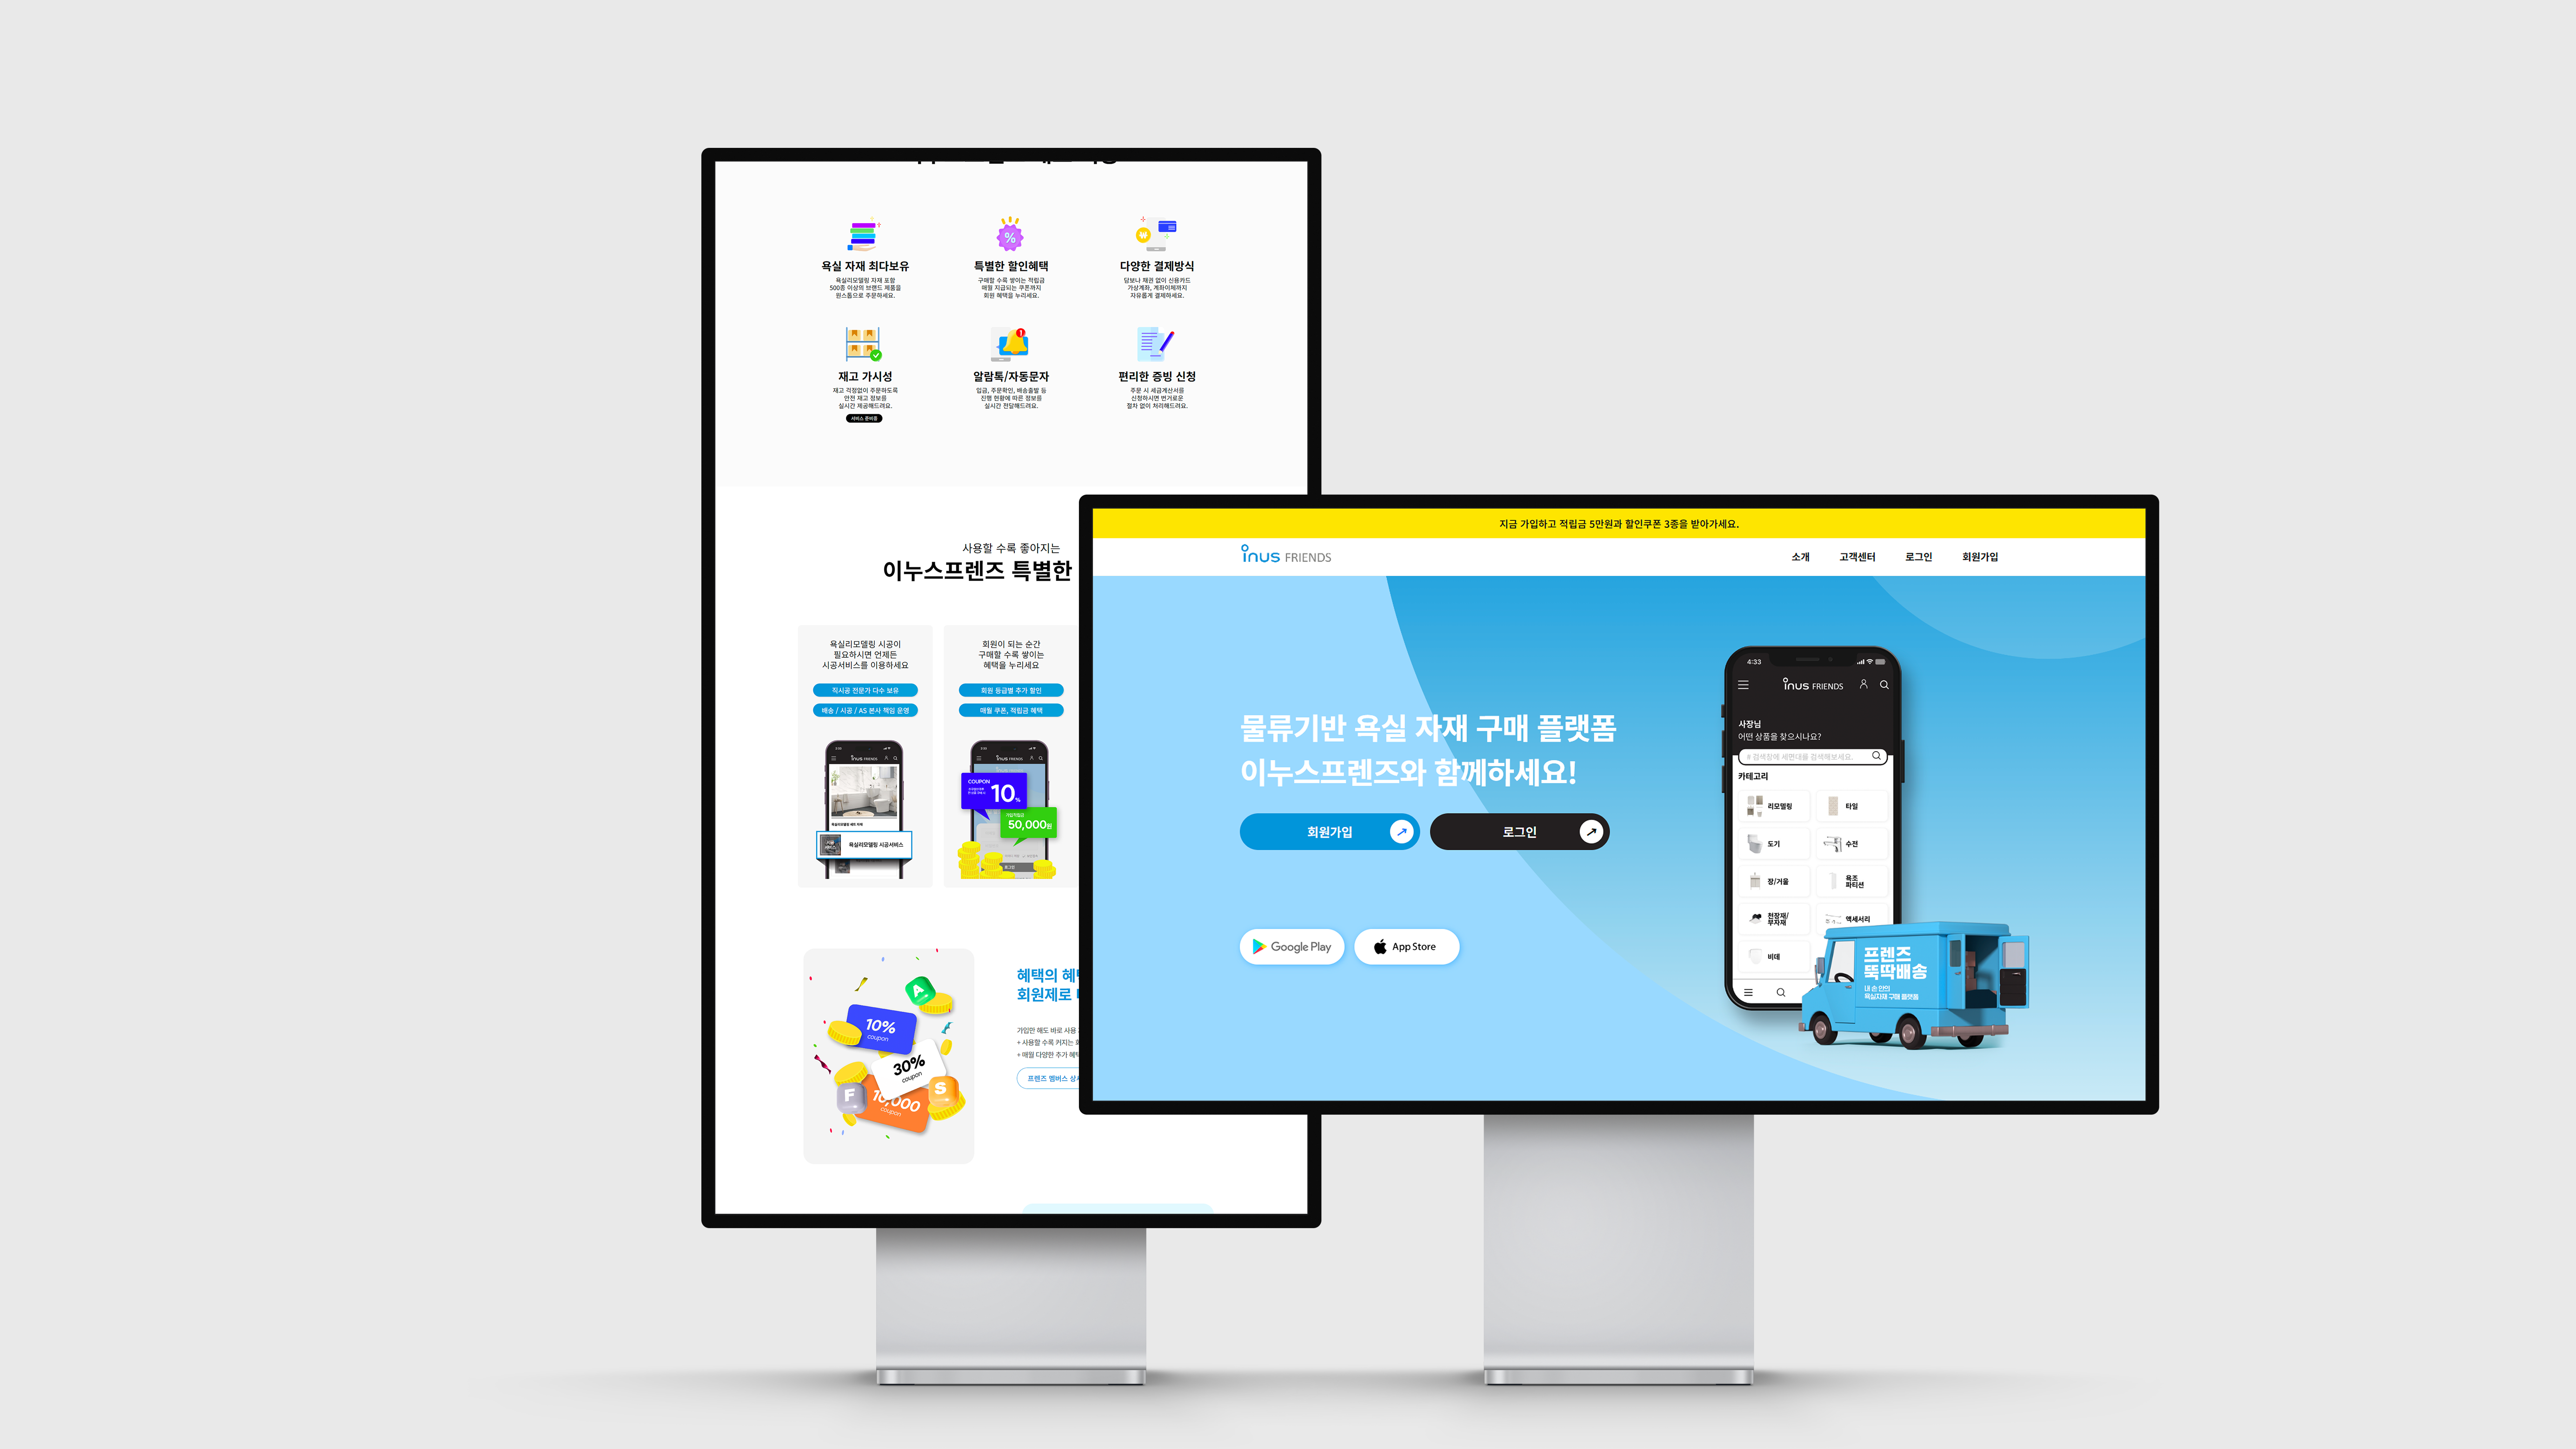 욕실 자재 최다보유
욕실리모델링 자재 포함
500종 이상의 브랜드 제품을
원스톱으로 주문하세요.
%
특별한 할인혜택
구매할 수록 쌓이는 적립금
매월 지급되는 쿠폰까지
회원 혜택을 누리세요.
₩
다양한 결제방식
담보나 채권 없이 신용카드
가상계좌, 계좌이체까지
자유롭게 결제하세요.
재고 가시성
재고 걱정없이 주문하도록
안전 재고 정보를
실시간 제공해드려요.
서비스 준비중
1
알람톡/자동문자
입금, 주문확인, 배송출발 등
진행 현황에 따른 정보를
실시간 전달해드려요.
편리한 증빙 신청
주문 시 세금계산서를
신청하시면 번거로운
절차 없이 처리해드려요.
사용할 수록 좋아지는
이누스프렌즈 특별한
욕실리모델링 시공이
필요하시면 언제든
시공서비스를 이용하세요
직시공 전문가 다수 보유
배송 / 시공 / AS 본사 책임 운영
inus FRIENDS
욕실리모델링 시공서비스
회원이 되는 순간
구매할 수록 쌓이는
혜택을 누리세요
회원 등급별 추가 할인
매월 쿠폰, 적립금 혜택
inus FRIENDS
COUPON
10%
50,000원
A
10%
coupon
30%
coupon
F
S
10,000
coupon
혜택의 혜
회원제로
가입만 해도 바로 사용
+ 사용할 수록 커지는
+ 매월 다양한 추가 혜택
프렌즈 멤버스 상
지금 가입하고 적립금 5만원과 할인쿠폰 3종을 받아가세요.
inus FRIENDS
소개
고객센터
로그인
회원가입
물류기반 욕실 자재 구매 플랫폼
이누스프렌즈와 함께하세요!
회원가입
로그인
Google Play
App Store
4:33
inus FRIENDS
사장님
어떤 상품을 찾으시나요?
# 검색창에 세면대를 검색해보세요.
카테고리
리모델링
타일
도기
수전
장/거울
욕조
파티션
천장재/
부자재
액세서리
비데
프렌즈
뚝딱배송
내 손 안의
욕실자재 구매 플랫폼